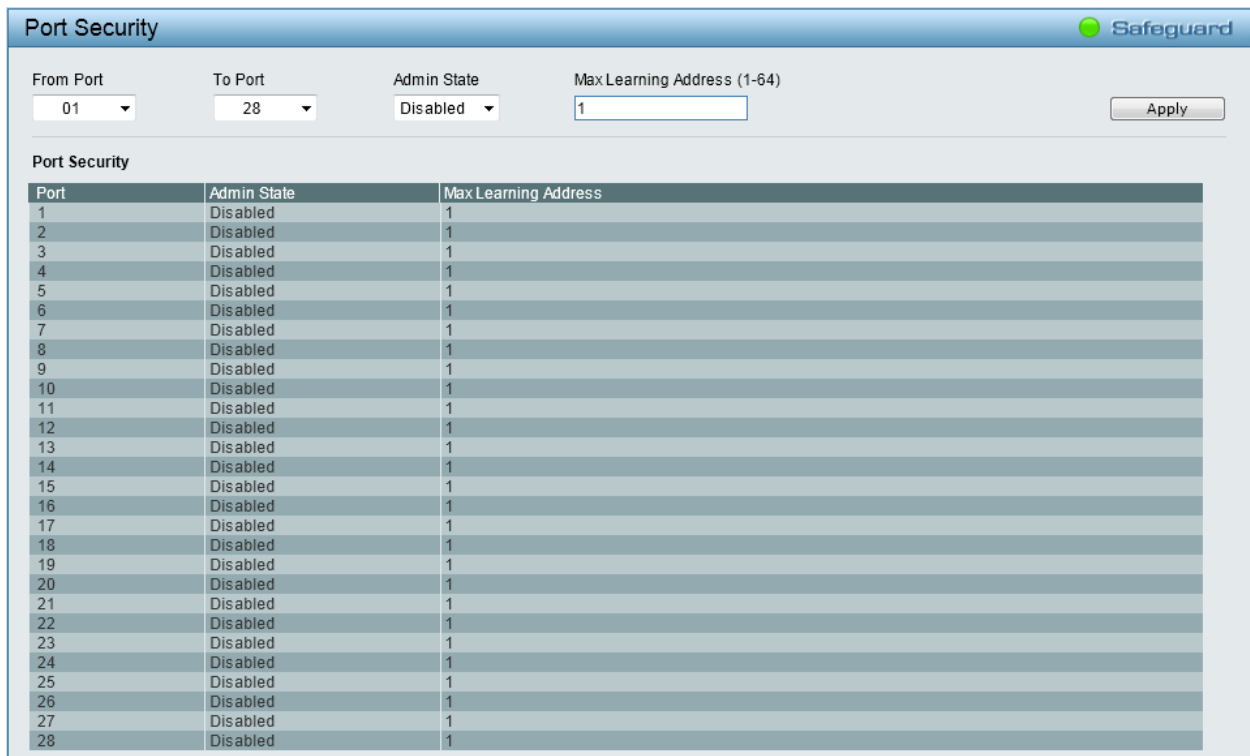 Port Security
Safeguard
From Port To Port Admin State Max Learning Address (1-64)
01 28 Disabled 1 Apply
Port Security
Port Admin State Max Learning Address
1 Disabled 1
2 Disabled 1
3 Disabled 1
4 Disabled 1
5 Disabled 1
6 Disabled 1
7 Disabled 1
8 Disabled 1
9 Disabled 1
10 Disabled 1
11 Disabled 1
12 Disabled 1
13 Disabled 1
14 Disabled 1
15 Disabled 1
16 Disabled 1
17 Disabled 1
18 Disabled 1
19 Disabled 1
20 Disabled 1
21 Disabled 1
22 Disabled 1
23 Disabled 1
24 Disabled 1
25 Disabled 1
26 Disabled 1
27 Disabled 1
28 Disabled 1